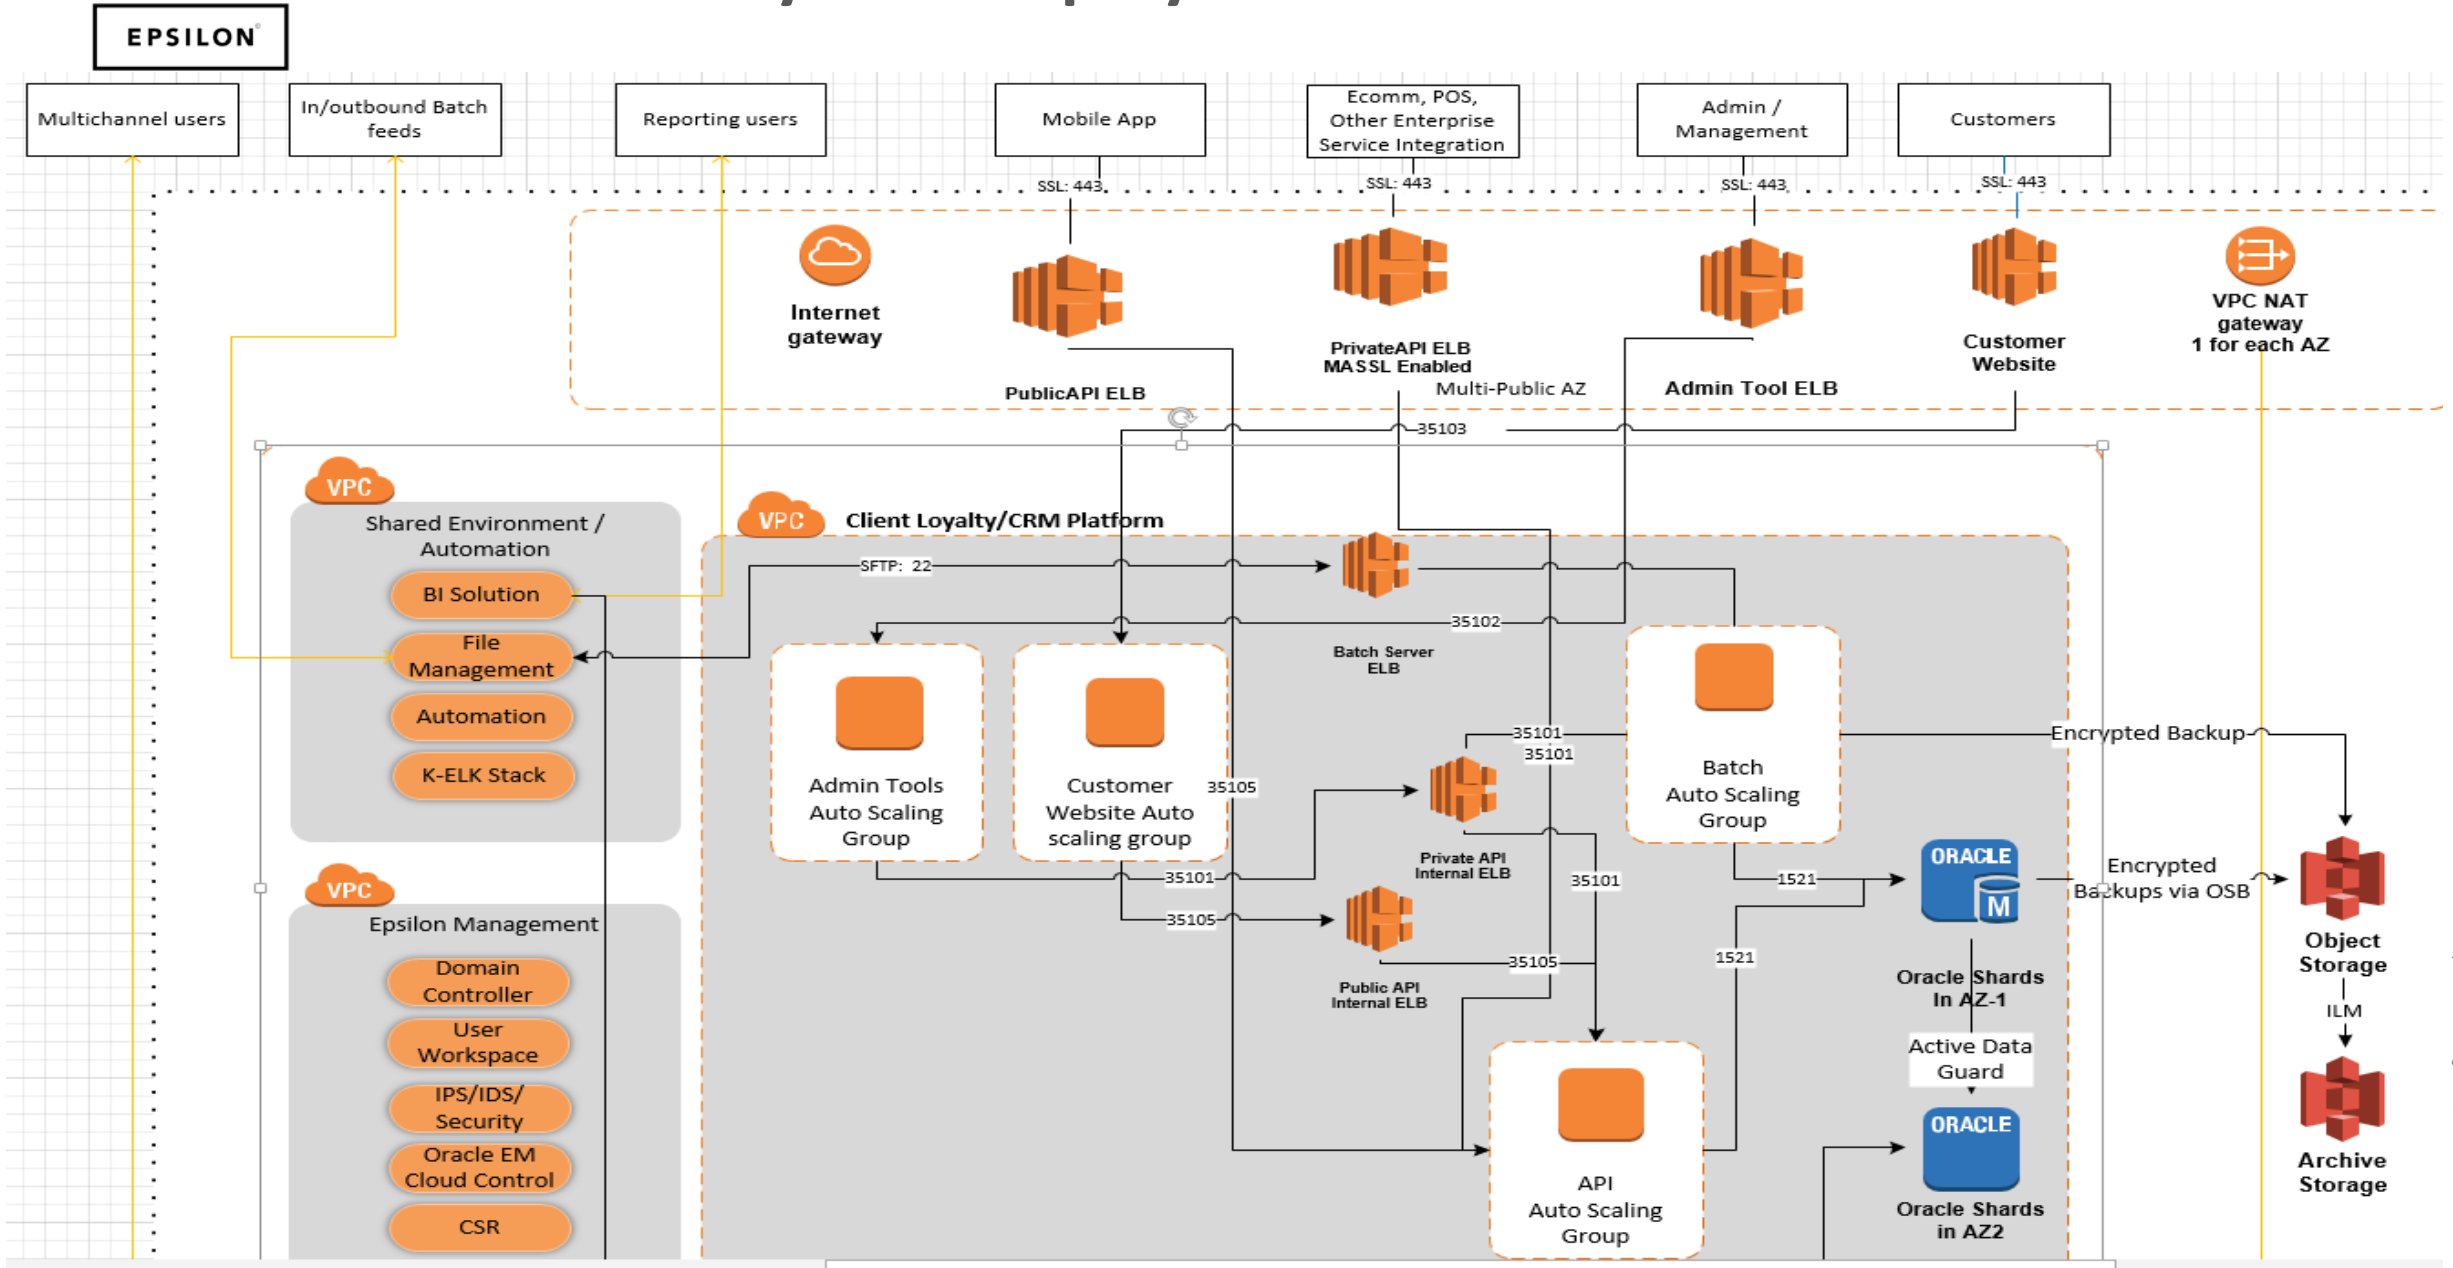 EPSILON
Multichannel users
In/outbound Batch
feeds
Reporting users
Mobile App
Ecomm, POS,
Other Enterprise
Service Integration
Admin /
Management
Customers
SSL: 443
SSL: 443
SSL: 443
SSL: 443
Internet
gateway
PublicAPI ELB
PrivateAPI ELB
MASSL Enabled
Multi-Public AZ
Admin Tool ELB
Customer
Website
VPC NAT
gateway
1 for each AZ
35103
VPC
Shared Environment /
Automation
BI Solution
File
Management
Automation
K-ELK Stack
VPC
Client Loyalty/CRM Platform
SFTP: 22
35102
Batch Server
ELB
Admin Tools
Auto Scaling
Group
Customer
Website Auto
scaling group
35105
35101
35101
Batch
Auto Scaling
Group
Encrypted Backup
Private API
Internal ELB
35101
35101
1521
ORACLE
M
Encrypted
Backups via OSB
35105
35105
1521
Public API
Internal ELB
Oracle Shards
In AZ-1
Object
Storage
ILM
Active Data
Guard
ORACLE
Oracle Shards
in AZ2
Archive
Storage
API
Auto Scaling
Group
VPC
Epsilon Management
Domain
Controller
User
Workspace
IPS/IDS/
Security
Oracle EM
Cloud Control
CSR